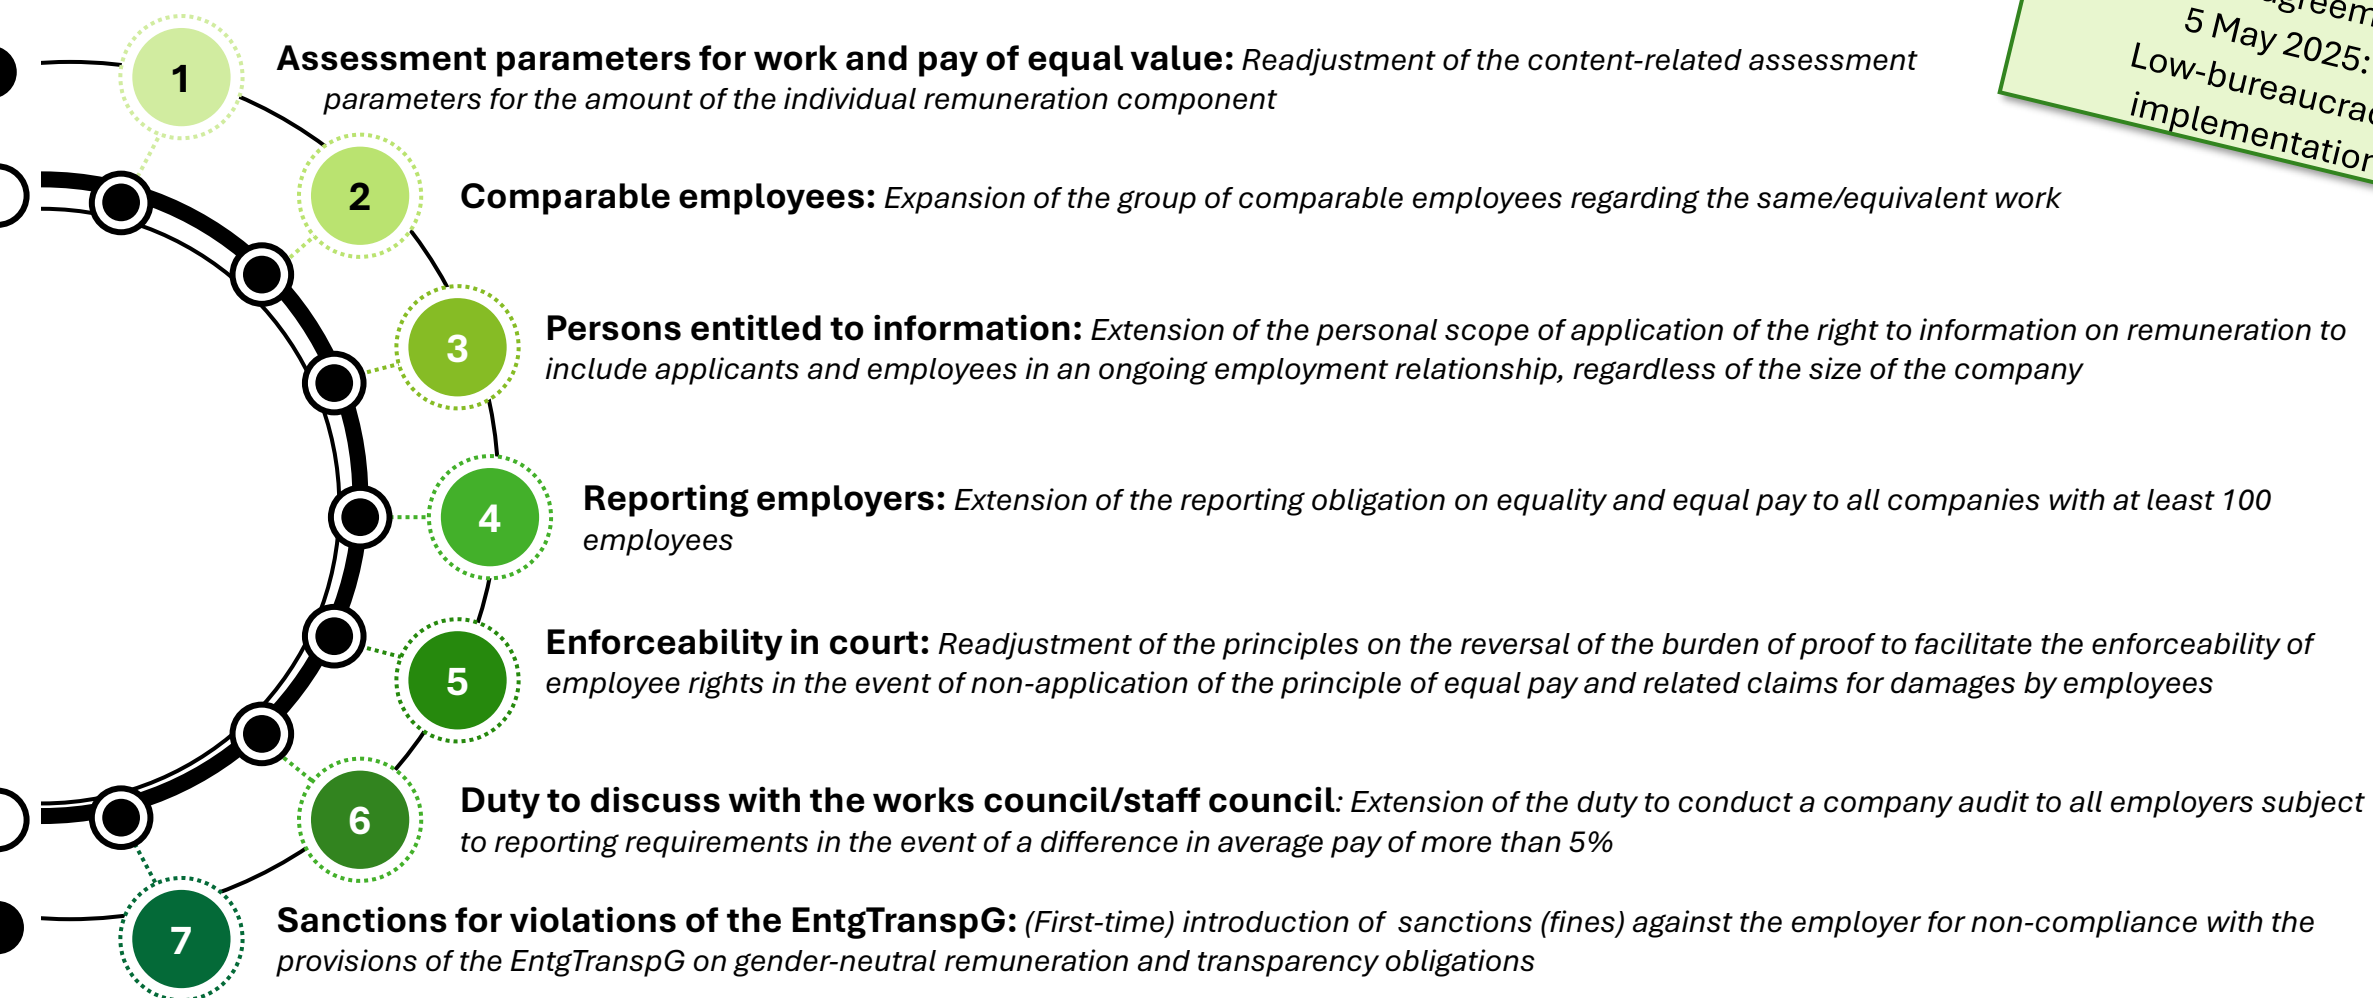 1
Assessment parameters for work and pay of equal value: Readjustment of the content-related assessment
parameters for the amount of the individual remuneration component
5 May 2025:
implementation
2
Comparable employees: Expansion of the group of comparable employees regarding the same/equivalent work
3
Persons entitled to information: Extension of the personal scope of application of the right to information on remuneration to
include applicants and employees in an ongoing employment relationship, regardless of the size of the company
4
Reporting employers: Extension of the reporting obligation on equality and equal pay to all companies with at least 100
employees
5
Enforceability in court: Readjustment of the principles on the reversal of the burden of proof to facilitate the enforceability of
employee rights in the event of non-application of the principle of equal pay and related claims for damages by employees
6
Duty to discuss with the works council/staff council: Extension of the duty to conduct a company audit to all employers subject
to reporting requirements in the event of a difference in average pay of more than 5%
7
Sanctions for violations of the EntgTranspG: (First-time) introduction of sanctions (fines) against the employer for non-compliance with the
provisions of the EntgTranspG on gender-neutral remuneration and transparency obligations